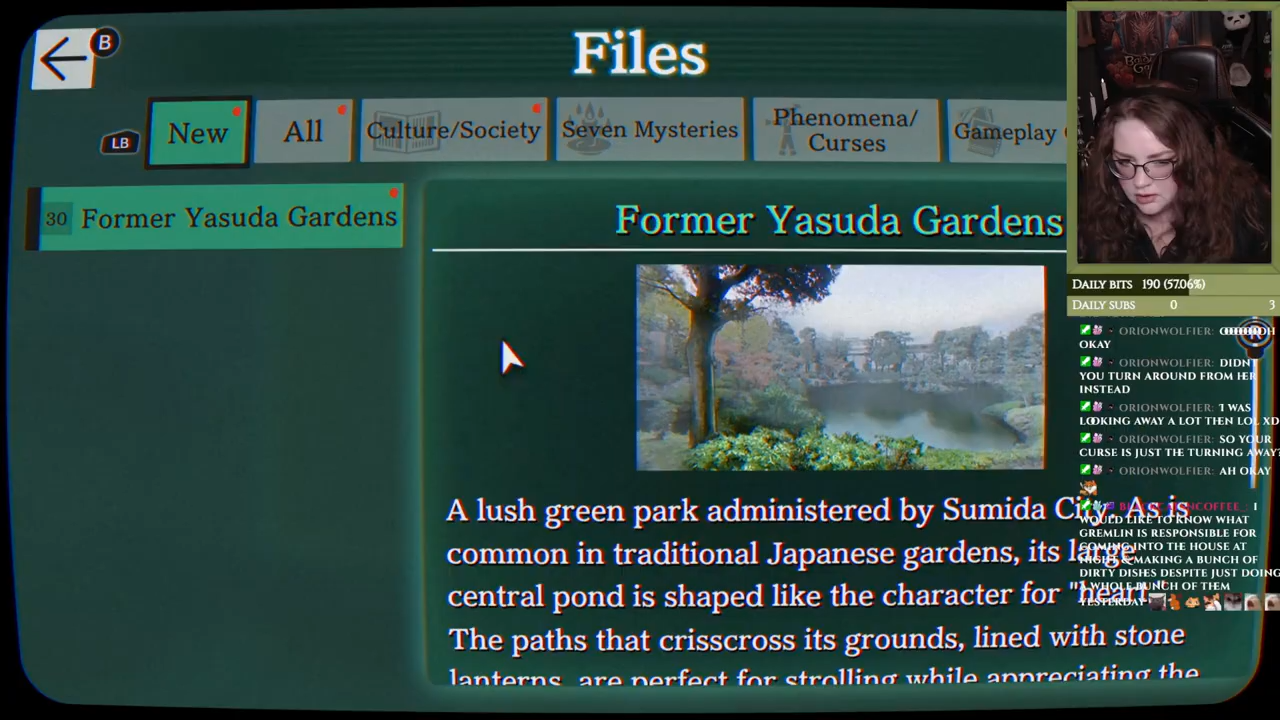 B
Files
LB
New
All
Culture/Society
Seven Mysteries
Phenomena/
Curses
Gameplay
30 Former Yasuda Gardens
Former Yasuda Gardens
A lush green park administered by Sumida City. As is
common in traditional Japanese gardens, its large
central pond is shaped like the character for "heart
The paths that crisscross its grounds, lined with stone
lanterns, are perfect for strolling while appreciating the
DAILY BITS 190 (57.06%)
DAILY SUBS 0 3
ORIONWOLFIER:
OKAY
ORIONWOLFIER: DIDNT
YOU TURN AROUND FROM HER
INSTEAD
ORIONWOLFIER: 'I WAS
LOOKING AWAY A LOT THEN LOL XD
ORIONWOLFIER: SO YOUR
CURSE IS JUST THE TURNING AWAY?
ORIONWOLFIER: AH OKAY
I
WOULD LIKE TO KNOW WHAT
GREMLIN IS RESPONSIBLE FOR
COMING INTO THE HOUSE AT
NIGHT & MAKING A BUNCH OF
DIRTY DISHES DESPITE JUST DOING
A WHOLE BUNCH OF THEM
YESTERDAY